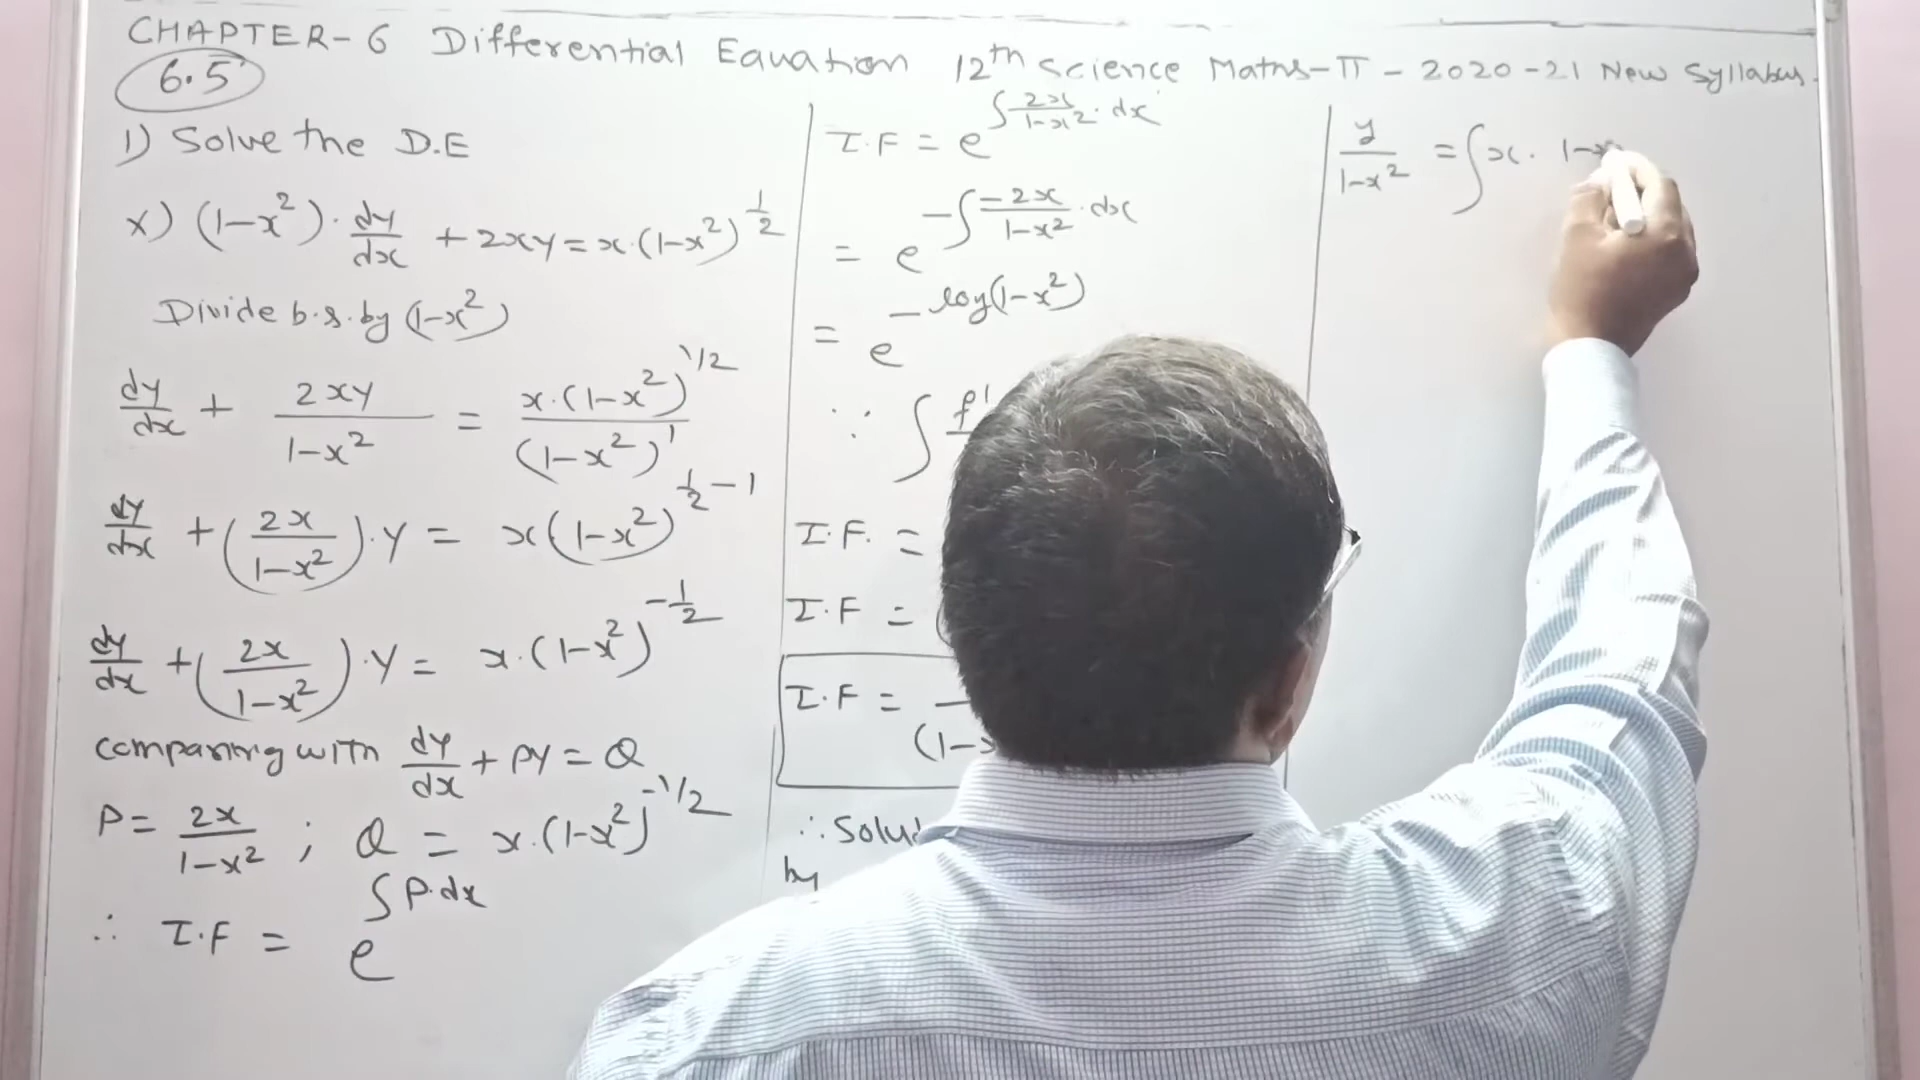 CHAPTER-6 Differential Equation 12th Science Maths-II - 2020-21 New Syllabus.
6.5
1) Solve the D.E
x) (1-x²)·dy/dx + 2xy = x·(1-x²)^1/2
Divide b.s. by (1-x²)
dy/dx + 2xy/1-x² = x·(1-x²)^1/2/(1-x²)^1
dy/dx + (2x/1-x²)·y = x(1-x²)^1/2-1
dy/dx + (2x/1-x²)·y = x·(1-x²)^-1/2
comparing with dy/dx + py = Q
P = 2x/1-x² ; Q = x·(1-x²)^-1/2
∴ I.F = e^∫P·dx
I.F = e^∫2x/1-x²·dx
= e^-∫-2x/1-x²·dx
= e^-log(1-x²)
∵ ∫ f'
I.F. =
I.F = (
I.F = (1-x
∴ Solu
by
y/1-x² = ∫x· 1-x